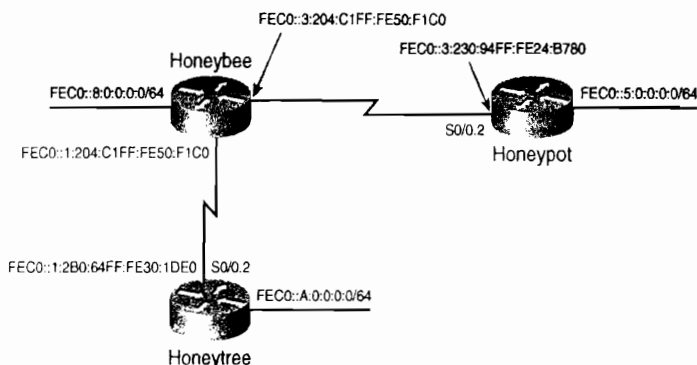 FEC0::3:204:C1FF:FE50:F1C0
Honeybee
FEC0::3:230:94FF:FE24:B780
FEC0::8:0:0:0:0/64
FEC0::5:0:0:0:0/64
S0/0.2
Honeypot
FEC0::1:204:C1FF:FE50:F1C0
FEC0::1:2B0:64FF:FE30:1DE0
S0/0.2
FEC0::A:0:0:0:0/64
Honeytree